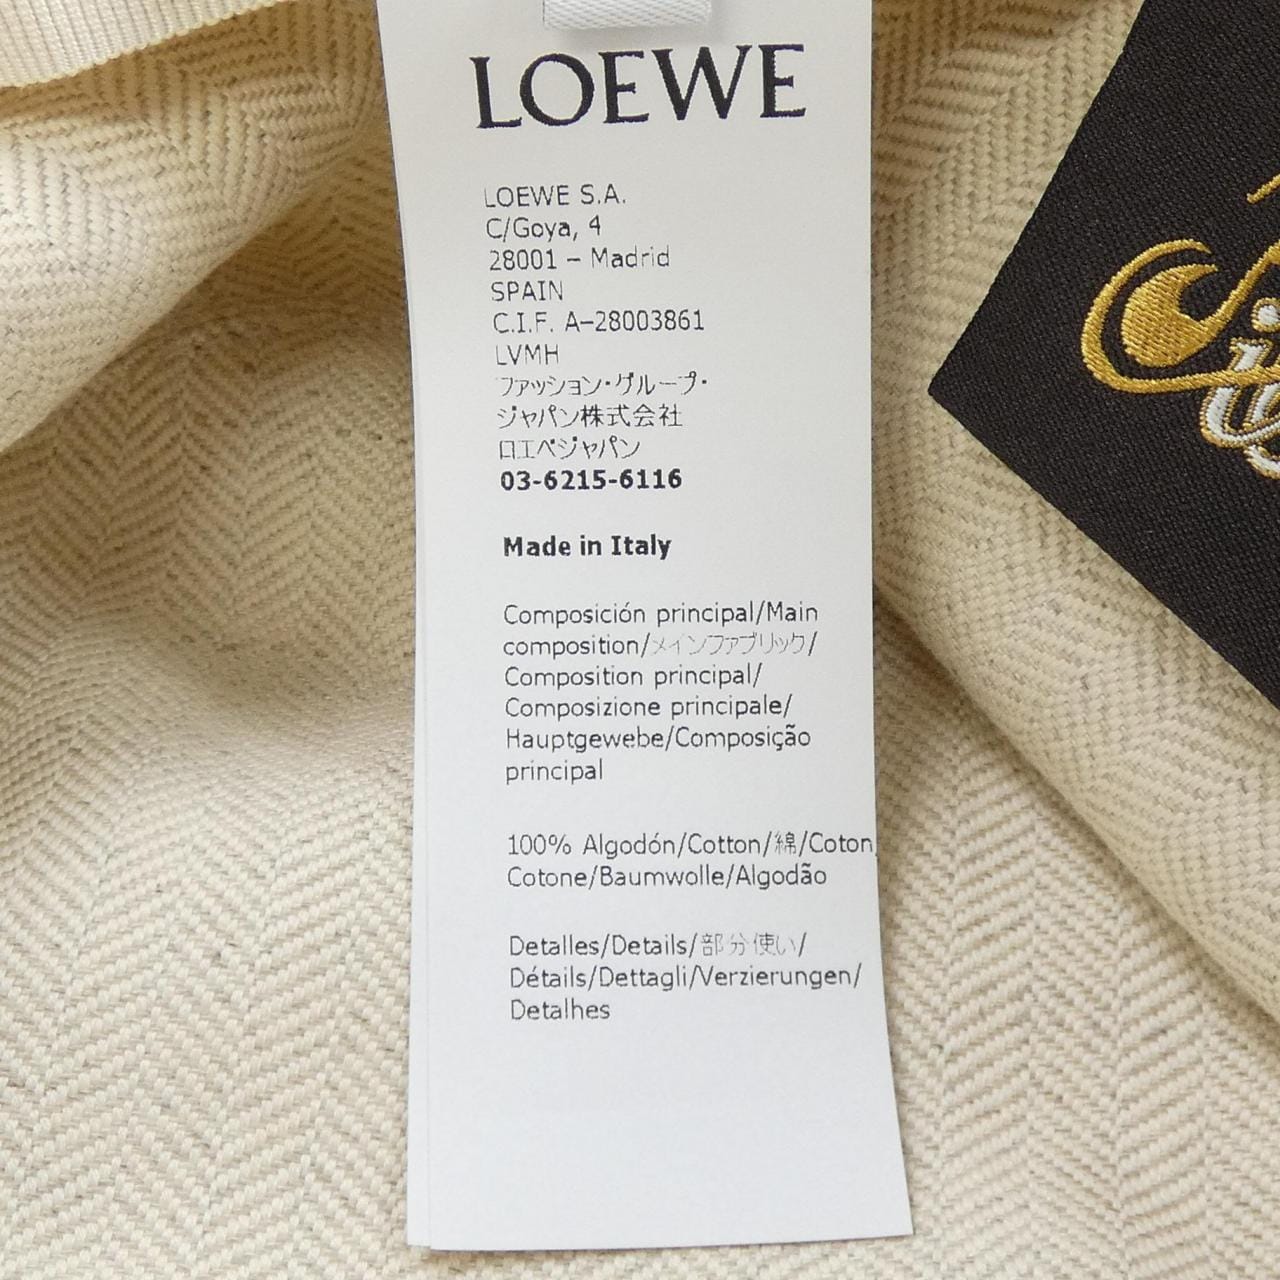 LOEWE
LOEWE S.A.
C/Goya, 4
28001 – Madrid
SPAIN
C.I.F. A–28003861
LVMH
ファッション・グループ・
ジャパン株式会社
ロエベジャパン
03-6215-6116
Made in Italy
Composición principal/Main
composition/メインファブリック/
Composition principal/
Composizione principale/
Hauptgewebe/Composição
principal
100% Algodón/Cotton/綿/Coton
Cotone/Baumwolle/Algodão
Detalles/Details/部分使い/
Détails/Dettagli/Verzierungen/
Detalhes